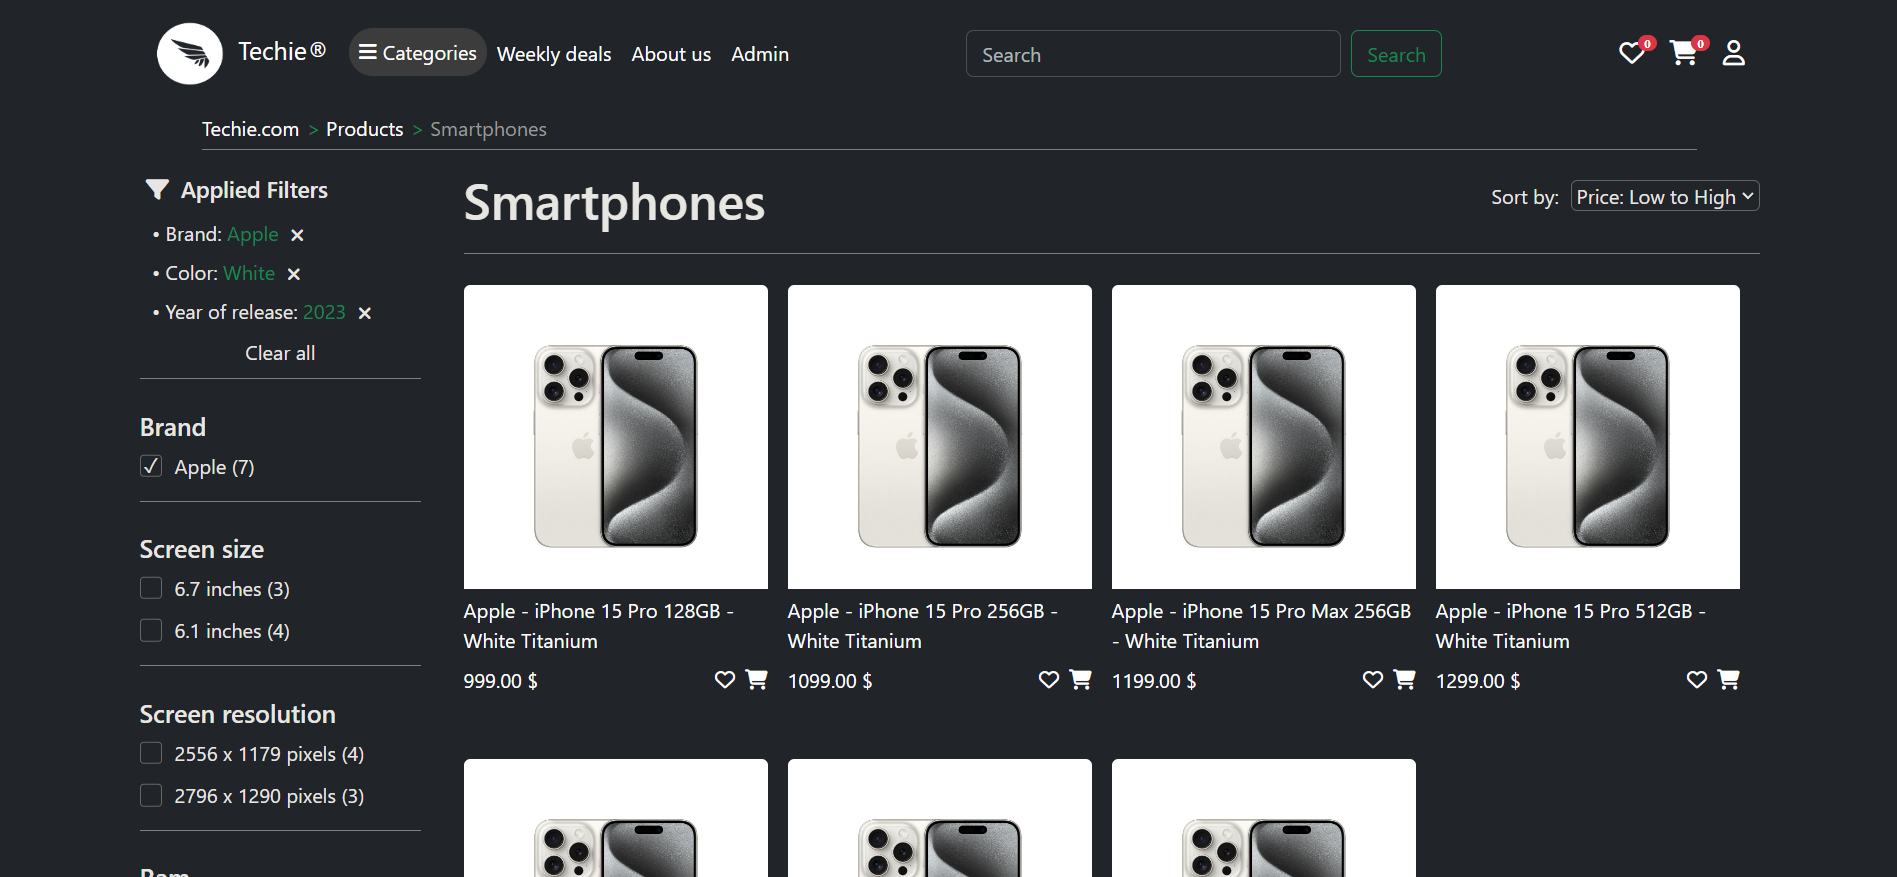 Techie®
Categories
Weekly deals
About us
Admin
Search
Search
0
0
Techie.com > Products > Smartphones
Applied Filters
• Brand: Apple ×
• Color: White ×
• Year of release: 2023 ×
Clear all
Brand
Apple (7)
Screen size
6.7 inches (3)
6.1 inches (4)
Screen resolution
2556 x 1179 pixels (4)
2796 x 1290 pixels (3)
Ram
Smartphones
Sort by: Price: Low to High
Apple - iPhone 15 Pro 128GB -
White Titanium
999.00 $
Apple - iPhone 15 Pro 256GB -
White Titanium
1099.00 $
Apple - iPhone 15 Pro Max 256GB
- White Titanium
1199.00 $
Apple - iPhone 15 Pro 512GB -
White Titanium
1299.00 $